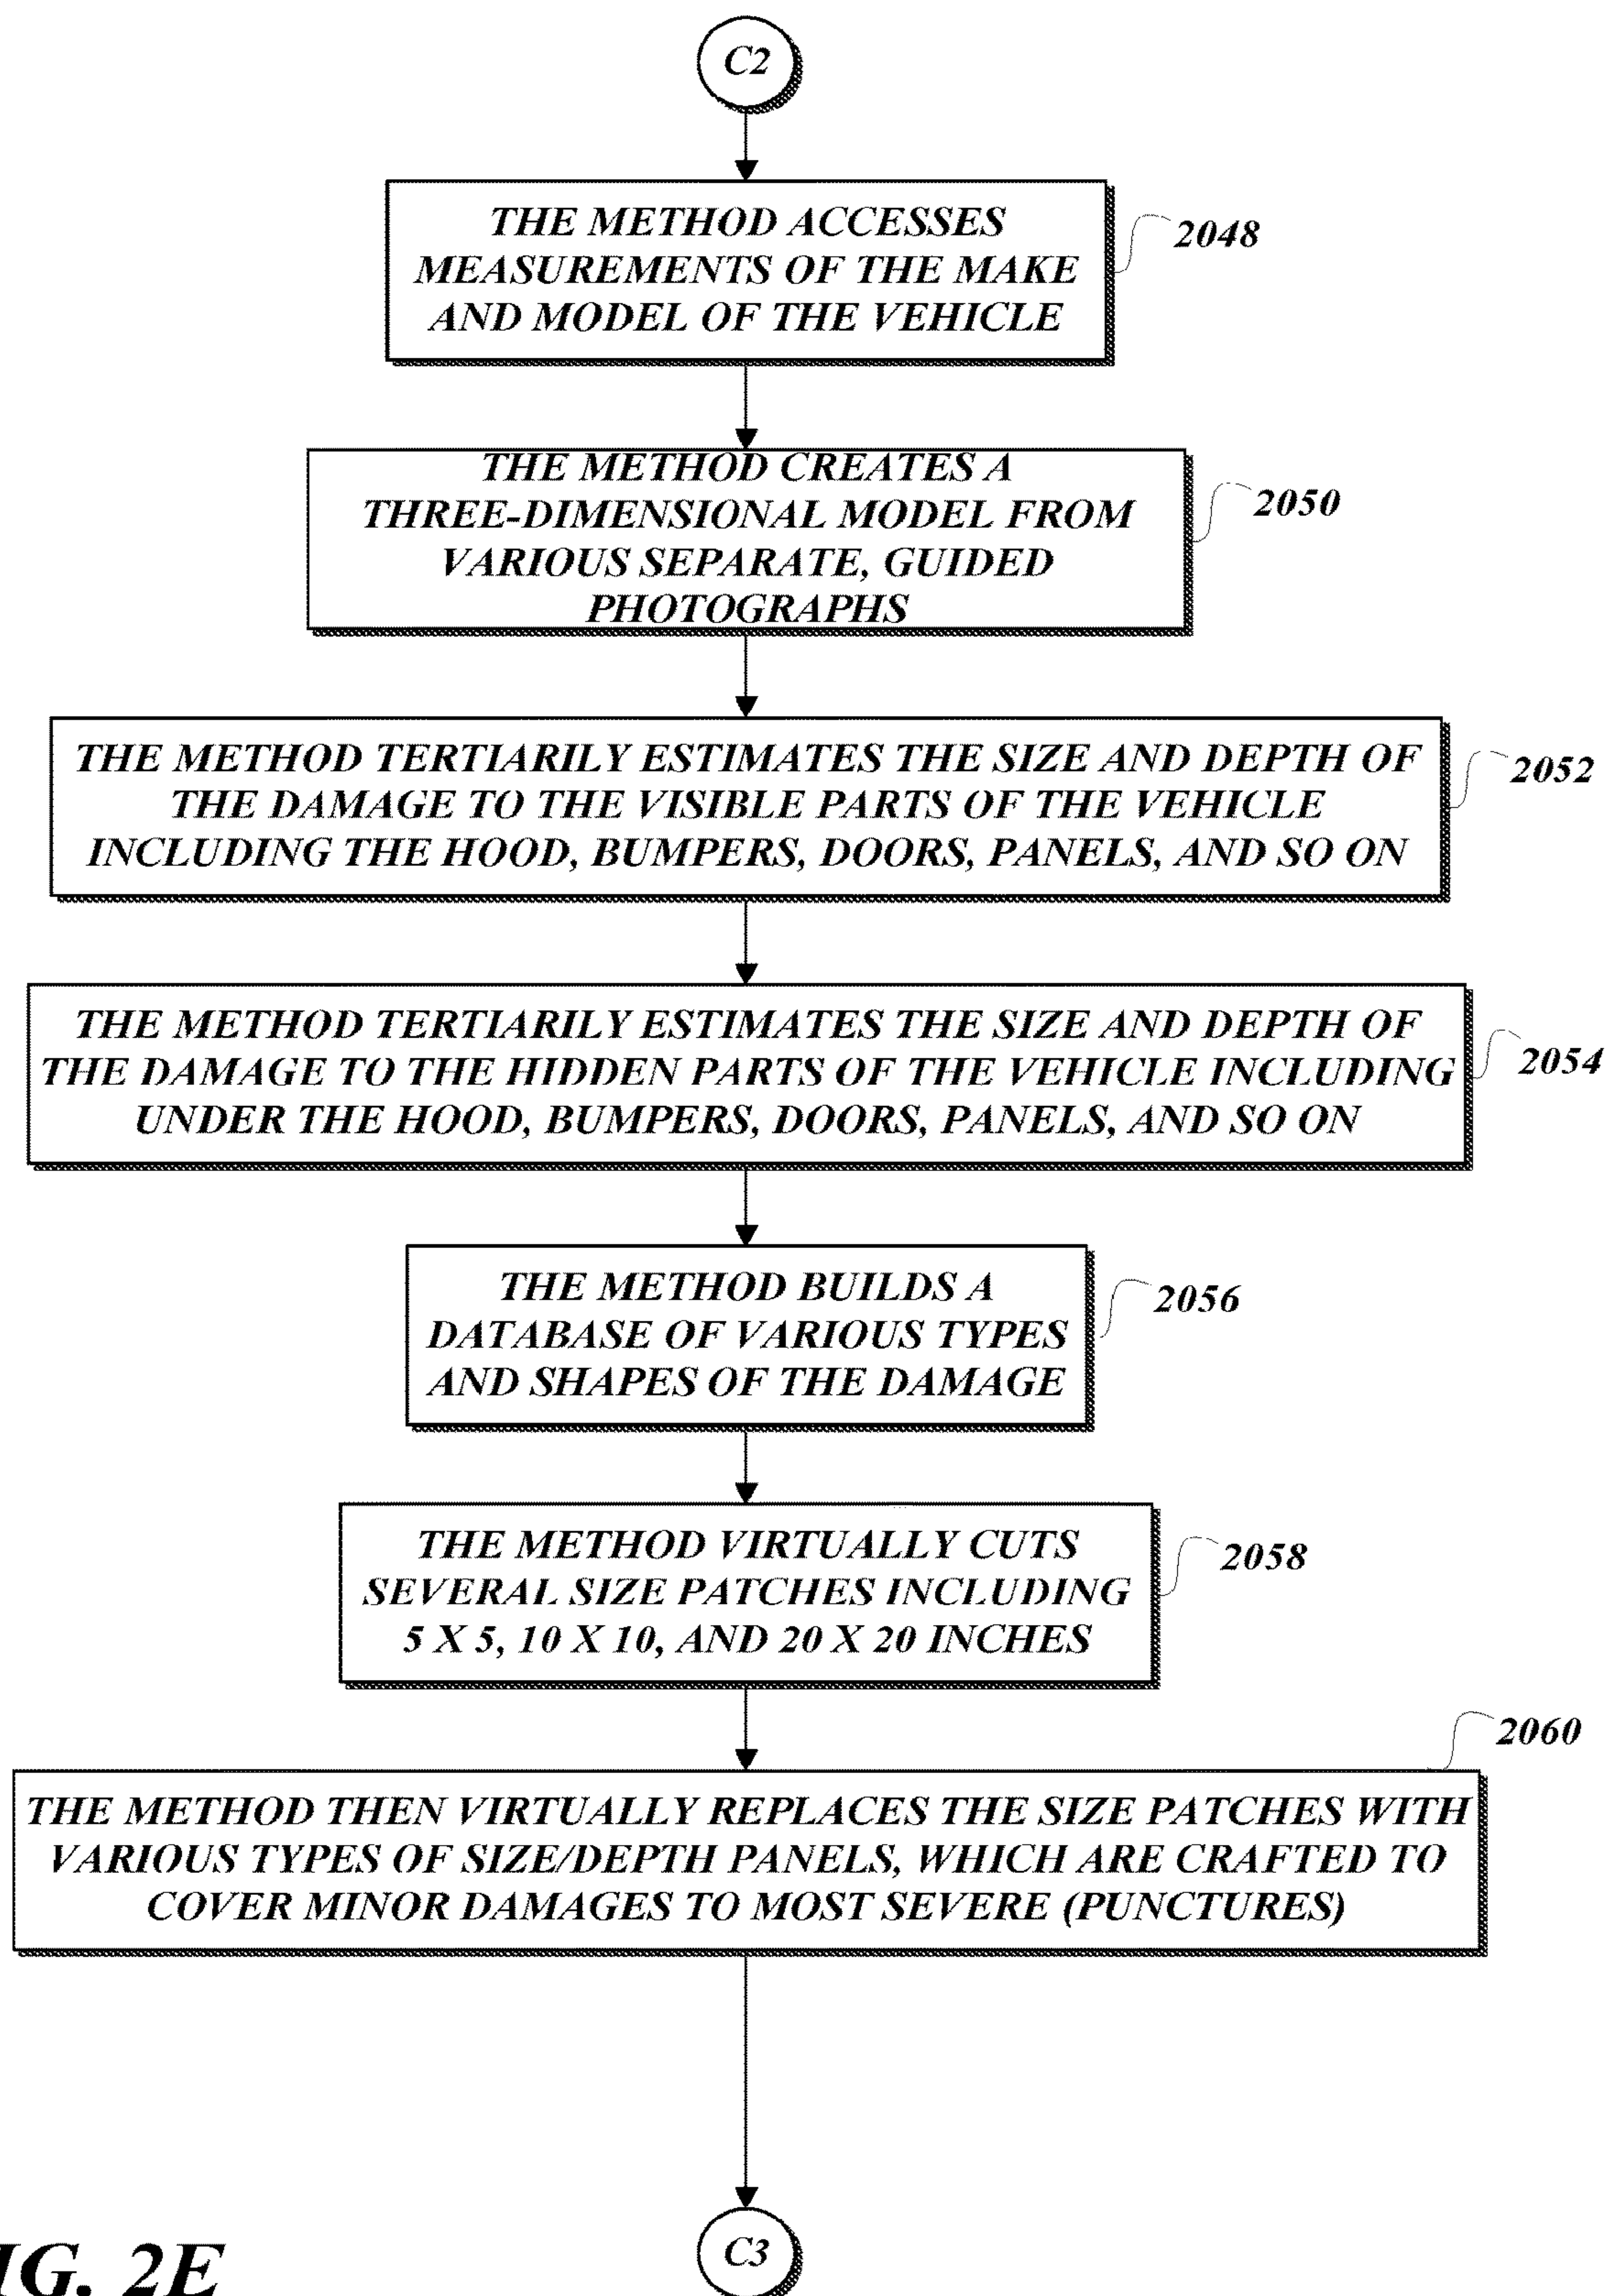 C2
THE METHOD ACCESSES
MEASUREMENTS OF THE MAKE
AND MODEL OF THE VEHICLE
2048
THE METHOD CREATES A
THREE-DIMENSIONAL MODEL FROM
VARIOUS SEPARATE, GUIDED
PHOTOGRAPHS
2050
THE METHOD TERTIARILY ESTIMATES THE SIZE AND DEPTH OF
THE DAMAGE TO THE VISIBLE PARTS OF THE VEHICLE
INCLUDING THE HOOD, BUMPERS, DOORS, PANELS, AND SO ON
2052
THE METHOD TERTIARILY ESTIMATES THE SIZE AND DEPTH OF
THE DAMAGE TO THE HIDDEN PARTS OF THE VEHICLE INCLUDING
UNDER THE HOOD, BUMPERS, DOORS, PANELS, AND SO ON
2054
THE METHOD BUILDS A
DATABASE OF VARIOUS TYPES
AND SHAPES OF THE DAMAGE
2056
THE METHOD VIRTUALLY CUTS
SEVERAL SIZE PATCHES INCLUDING
5 X 5, 10 X 10, AND 20 X 20 INCHES
2058
2060
THE METHOD THEN VIRTUALLY REPLACES THE SIZE PATCHES WITH
VARIOUS TYPES OF SIZE/DEPTH PANELS, WHICH ARE CRAFTED TO
COVER MINOR DAMAGES TO MOST SEVERE (PUNCTURES)
C3
IG. 2E